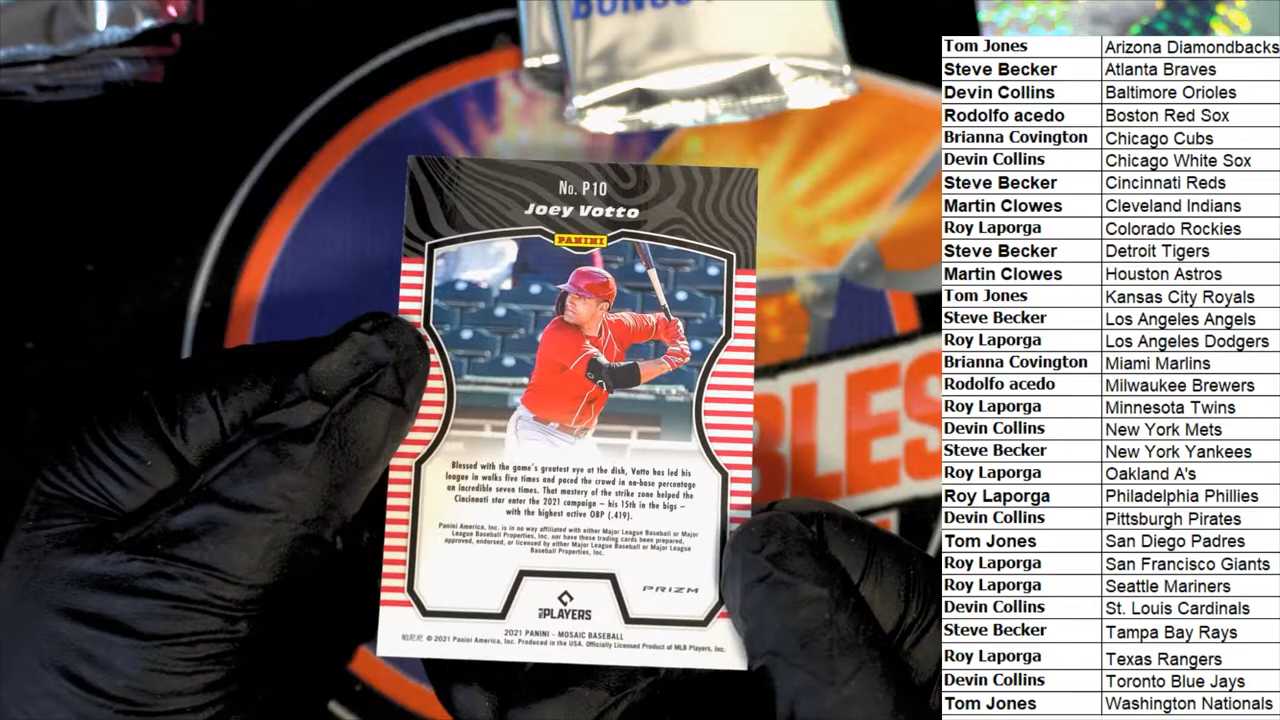 No. P10
Joey Votto
PANINI
Blessed with the game's greatest eye at the dish, Votto has led his
league in walks five times and paced the crowd in on-base percentage
an incredible seven times. That mastery of the strike zone helped the
Cincinnati star enter the 2021 campaign – his 15th in the bigs –
with the highest active OBP (.419).
Panini America, Inc. is in no way affiliated with either Major League Baseball or Major
League Baseball Properties, Inc. nor have these trading cards been prepared,
approved, endorsed, or licensed by either Major League Baseball or Major League
Baseball Properties, Inc.
PRIZM
MLB PLAYERS
2021 PANINI – MOSAIC BASEBALL
帕尼尼 © 2021 Panini America, Inc. Produced in the USA. Officially Licensed Product of MLB Players, Inc.
BLES
Tom Jones Arizona Diamondbacks
Steve Becker Atlanta Braves
Devin Collins Baltimore Orioles
Rodolfo acedo Boston Red Sox
Brianna Covington Chicago Cubs
Devin Collins Chicago White Sox
Steve Becker Cincinnati Reds
Martin Clowes Cleveland Indians
Roy Laporga Colorado Rockies
Steve Becker Detroit Tigers
Martin Clowes Houston Astros
Tom Jones Kansas City Royals
Steve Becker Los Angeles Angels
Roy Laporga Los Angeles Dodgers
Brianna Covington Miami Marlins
Rodolfo acedo Milwaukee Brewers
Roy Laporga Minnesota Twins
Devin Collins New York Mets
Steve Becker New York Yankees
Roy Laporga Oakland A's
Roy Laporga Philadelphia Phillies
Devin Collins Pittsburgh Pirates
Tom Jones San Diego Padres
Roy Laporga San Francisco Giants
Roy Laporga Seattle Mariners
Devin Collins St. Louis Cardinals
Steve Becker Tampa Bay Rays
Roy Laporga Texas Rangers
Devin Collins Toronto Blue Jays
Tom Jones Washington Nationals